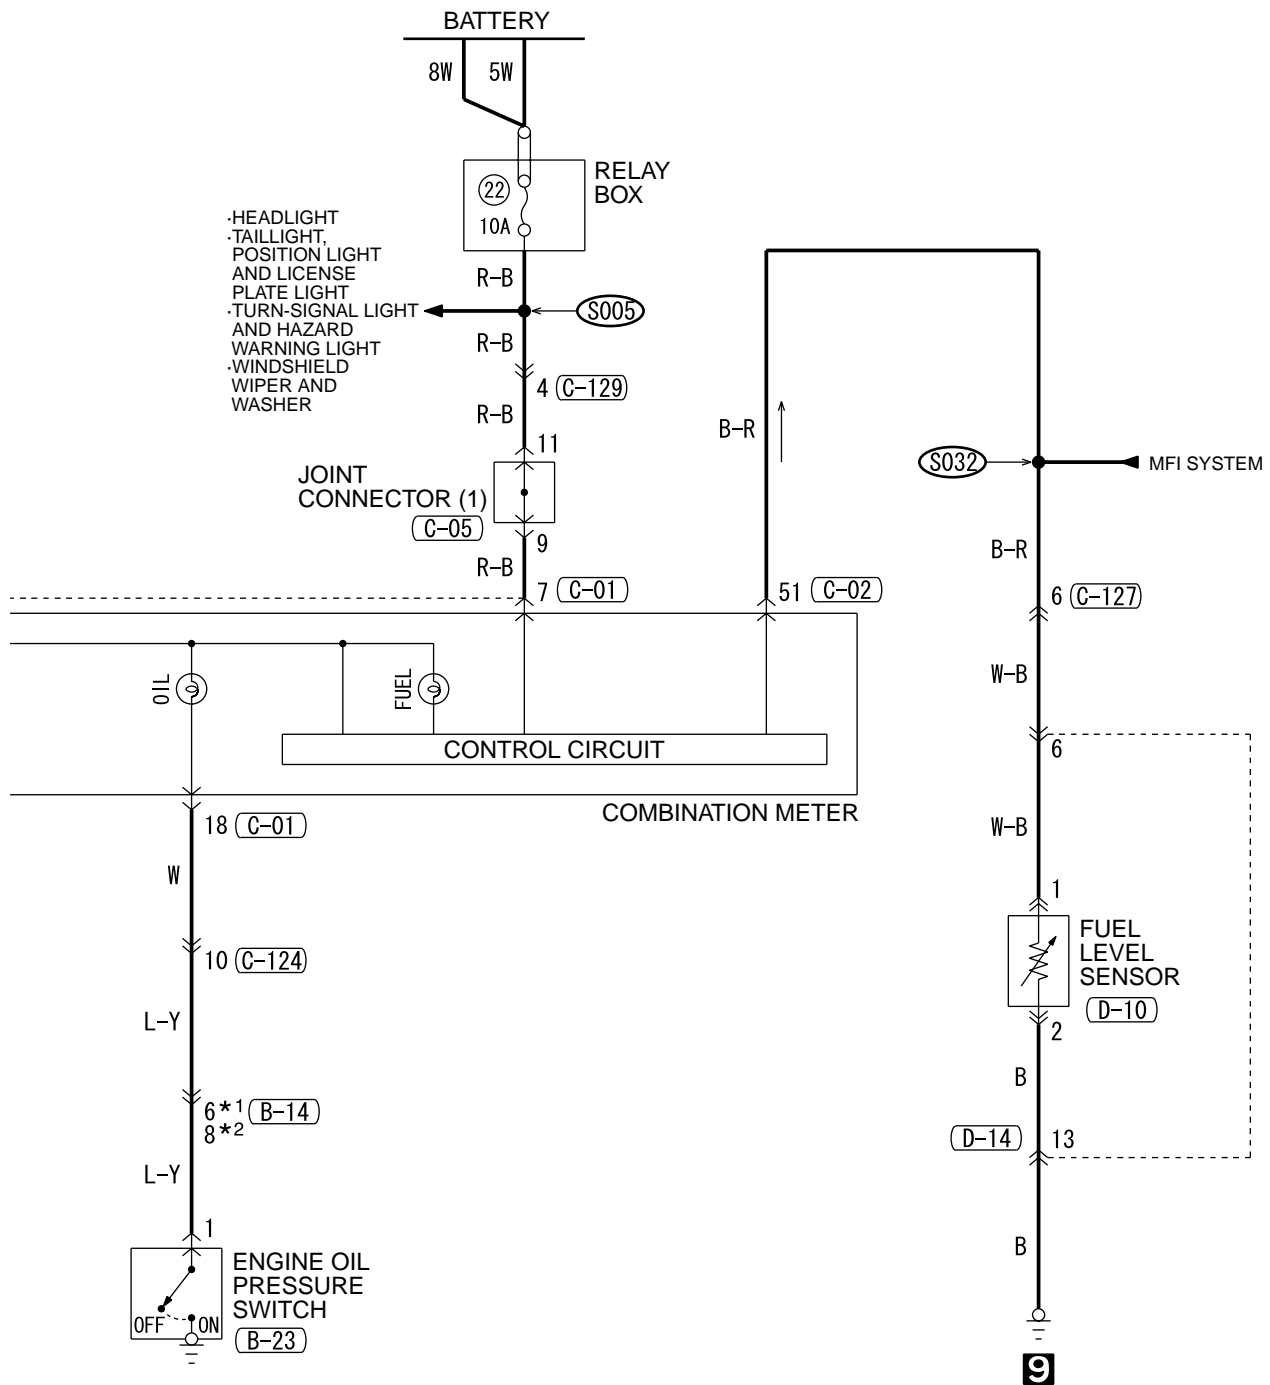 BATTERY
8W
5W
RELAY
BOX
22
10A
·HEADLIGHT
·TAILLIGHT,
POSITION LIGHT
AND LICENSE
PLATE LIGHT
·TURN-SIGNAL LIGHT
AND HAZARD
WARNING LIGHT
·WINDSHIELD
WIPER AND
WASHER
R-B
S005
R-B
4 C-129
R-B
11
JOINT
CONNECTOR (1)
C-05
9
R-B
7 C-01
B-R
51 C-02
S032
MFI SYSTEM
B-R
6 C-127
W-B
6
W-B
OIL
FUEL
CONTROL CIRCUIT
COMBINATION METER
18 C-01
W
10 C-124
L-Y
6*1 B-14
8*2
L-Y
1
ENGINE OIL
PRESSURE
SWITCH
OFF ON
B-23
1
FUEL
LEVEL
SENSOR
D-10
2
B
D-14 13
B
9